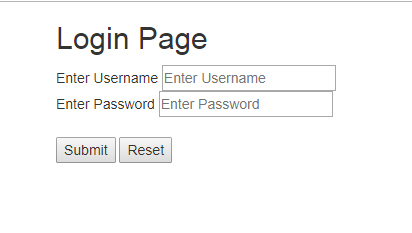 Login Page
Enter Username Enter Username
Enter Password Enter Password
Submit Reset